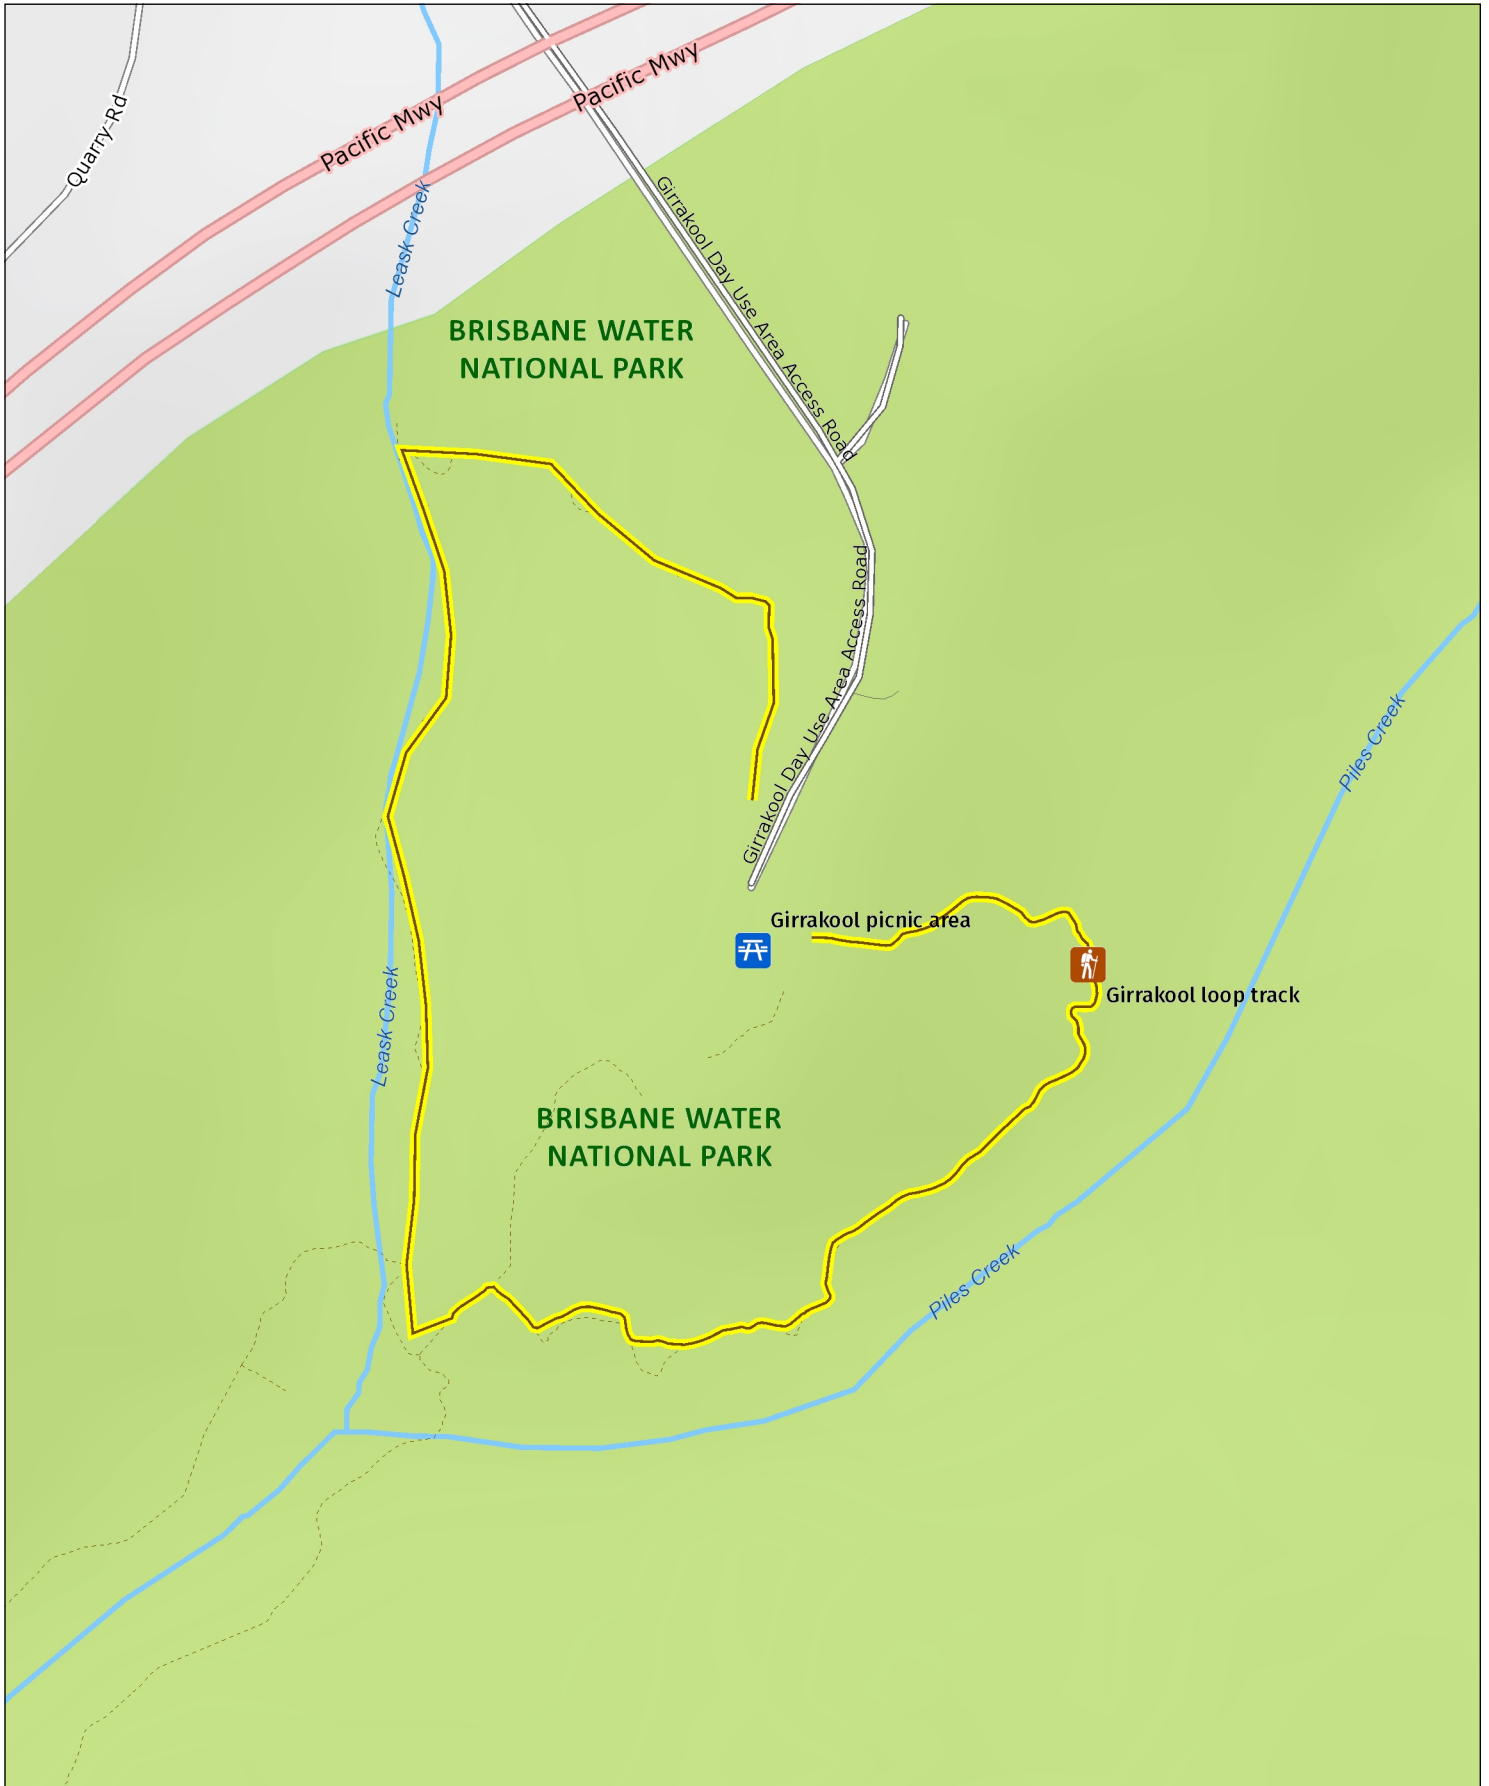 Pacific Mwy
Pacific Mwy
Quarry Rd
Leask Creek
Girrakool Day Use Area Access Road
BRISBANE WATER
NATIONAL PARK
Girrakool Day Use Area Access Road
Piles Creek
Girrakool picnic area
Girrakool loop track
Leask Creek
BRISBANE WATER
NATIONAL PARK
Piles Creek